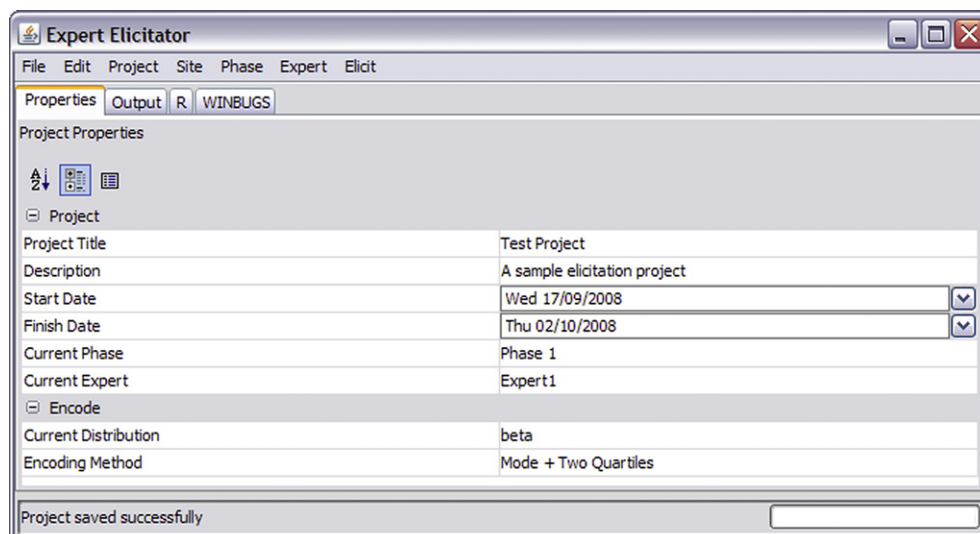 Expert Elicitator
File Edit Project Site Phase Expert Elicit
Properties Output R WINBUGS
Project Properties
A Z
Project
Project Title Test Project
Description A sample elicitation project
Start Date Wed 17/09/2008
Finish Date Thu 02/10/2008
Current Phase Phase 1
Current Expert Expert1
Encode
Current Distribution beta
Encoding Method Mode + Two Quartiles
Project saved successfully